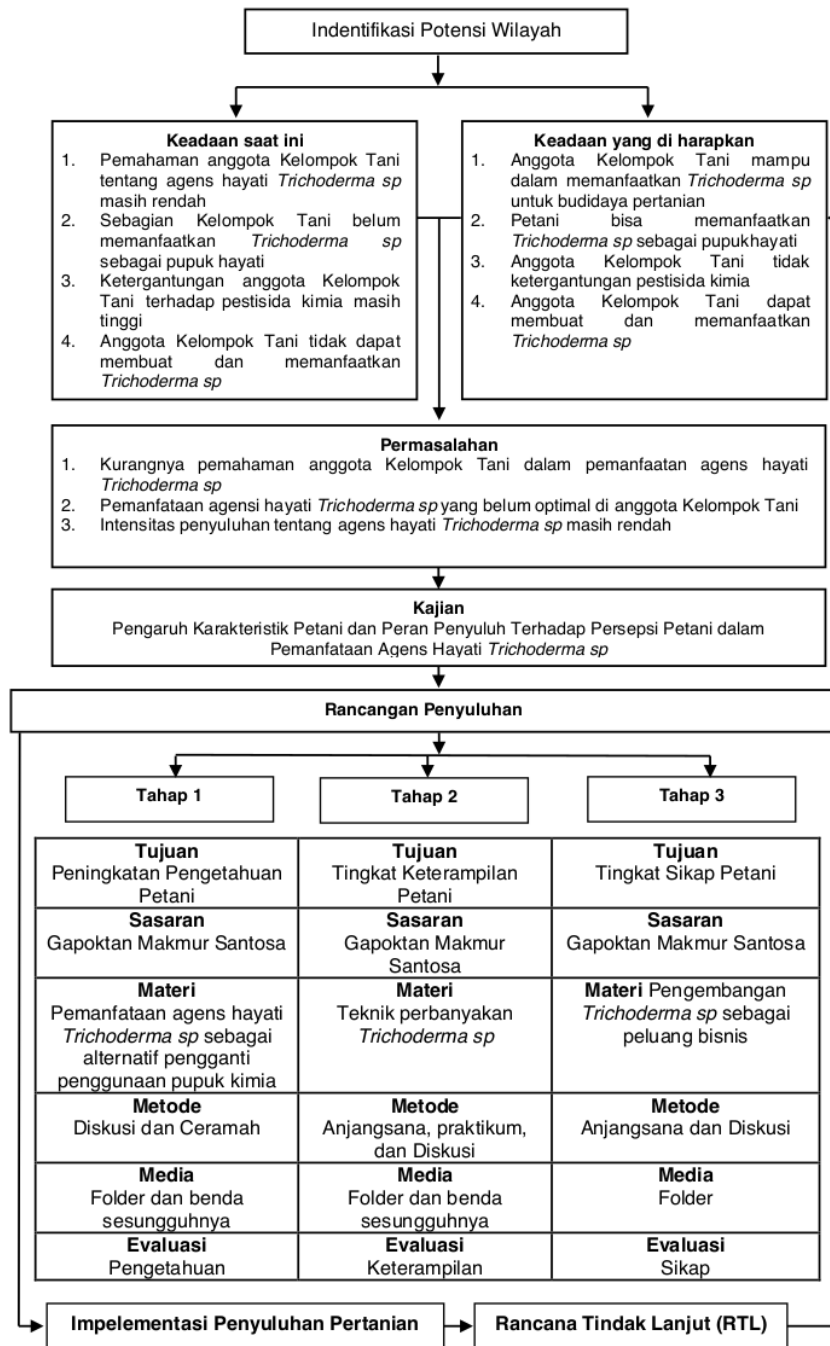 Indentifikasi Potensi Wilayah
Keadaan saat ini
1. Pemahaman anggota Kelompok Tani
tentang agens hayati Trichoderma sp
masih rendah
2. Sebagian Kelompok Tani belum
memanfaatkan Trichoderma sp
sebagai pupuk hayati
3. Ketergantungan anggota Kelompok
Tani terhadap pestisida kimia masih
tinggi
4. Anggota Kelompok Tani tidak dapat
membuat dan memanfaatkan
Trichoderma sp
Keadaan yang di harapkan
1. Anggota Kelompok Tani mampu
dalam memanfaatkan Trichoderma sp
untuk budidaya pertanian
2. Petani bisa memanfaatkan
Trichoderma sp sebagai pupukhayati
3. Anggota Kelompok Tani tidak
ketergantungan pestisida kimia
4. Anggota Kelompok Tani dapat
membuat dan memanfaatkan
Trichoderma sp
Permasalahan
1. Kurangnya pemahaman anggota Kelompok Tani dalam pemanfaatan agens hayati
Trichoderma sp
2. Pemanfataan agensi hayati Trichoderma sp yang belum optimal di anggota Kelompok Tani
3. Intensitas penyuluhan tentang agens hayati Trichoderma sp masih rendah
Kajian
Pengaruh Karakteristik Petani dan Peran Penyuluh Terhadap Persepsi Petani dalam
Pemanfataan Agens Hayati Trichoderma sp
Rancangan Penyuluhan
Tahap 1
Tahap 2
Tahap 3
Tujuan
Peningkatan Pengetahuan
Petani
Tujuan
Tingkat Keterampilan
Petani
Tujuan
Tingkat Sikap Petani
Sasaran
Gapoktan Makmur Santosa
Sasaran
Gapoktan Makmur
Santosa
Sasaran
Gapoktan Makmur Santosa
Materi
Pemanfataan agens hayati
Trichoderma sp sebagai
alternatif pengganti
penggunaan pupuk kimia
Materi
Teknik perbanyakan
Trichoderma sp
Materi Pengembangan
Trichoderma sp sebagai
peluang bisnis
Metode
Diskusi dan Ceramah
Metode
Anjangsana, praktikum,
dan Diskusi
Metode
Anjangsana dan Diskusi
Media
Folder dan benda
sesungguhnya
Media
Folder dan benda
sesungguhnya
Media
Folder
Evaluasi
Pengetahuan
Evaluasi
Keterampilan
Evaluasi
Sikap
Impelementasi Penyuluhan Pertanian
Rancana Tindak Lanjut (RTL)